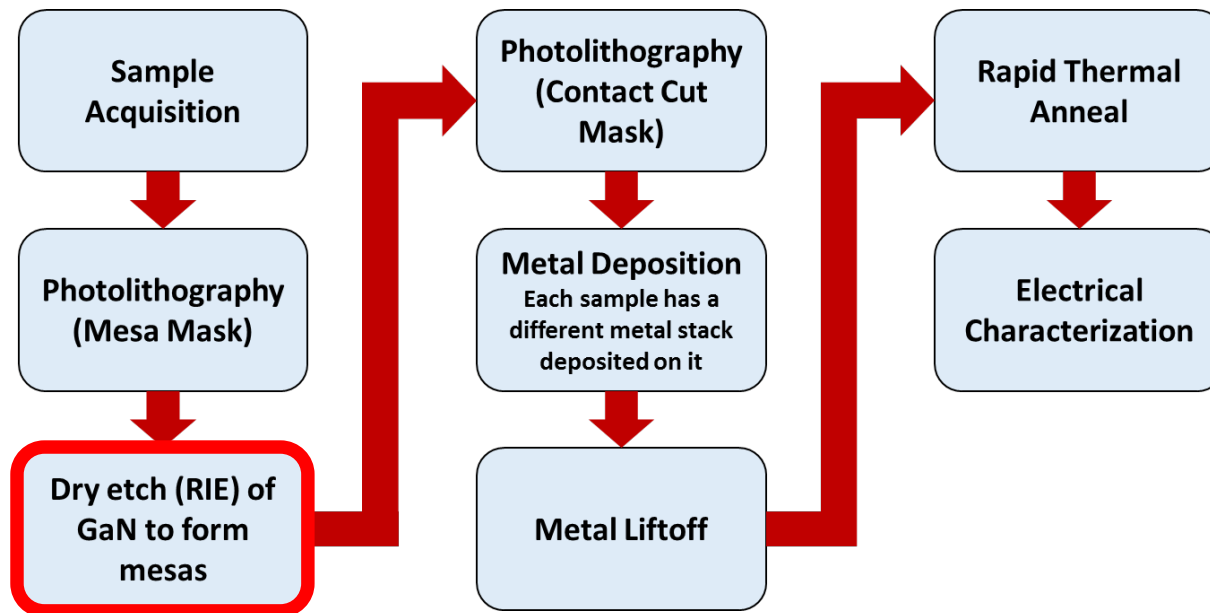 Sample
Acquisition
Photolithography
(Mesa Mask)
Dry etch (RIE) of
GaN to form
mesas
Photolithography
(Contact Cut
Mask)
Metal Deposition
Each sample has a
different metal stack
deposited on it
Metal Liftoff
Rapid Thermal
Anneal
Electrical
Characterization